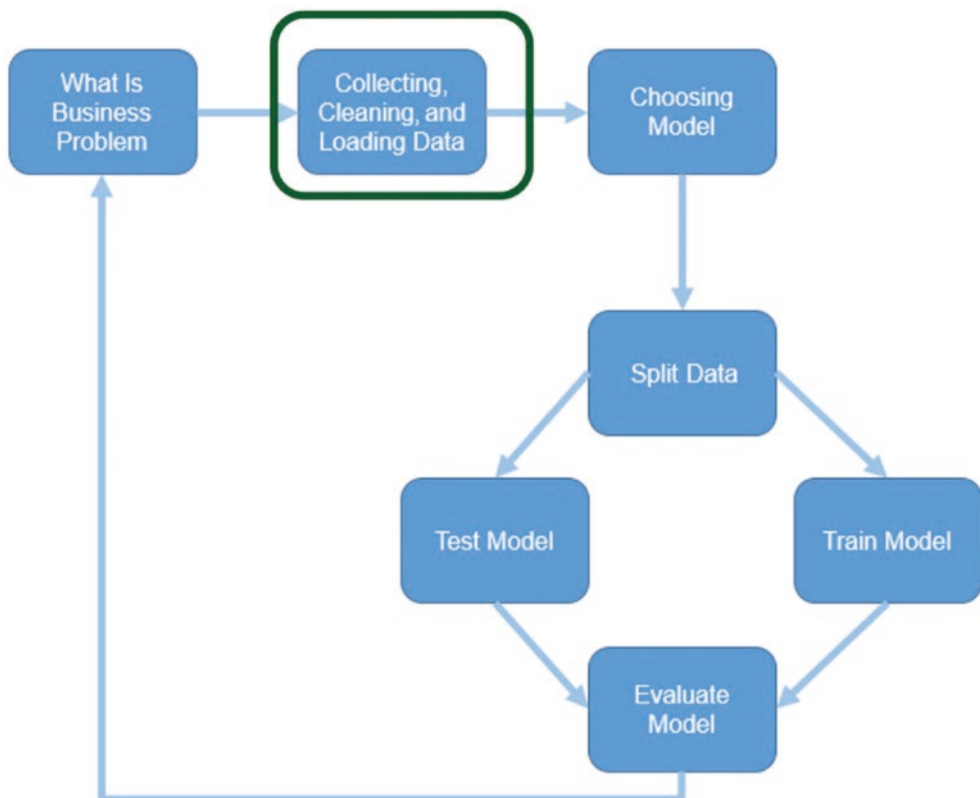 What Is
Business
Problem
Collecting,
Cleaning, and
Loading Data
Choosing
Model
Split Data
Test Model
Train Model
Evaluate
Model